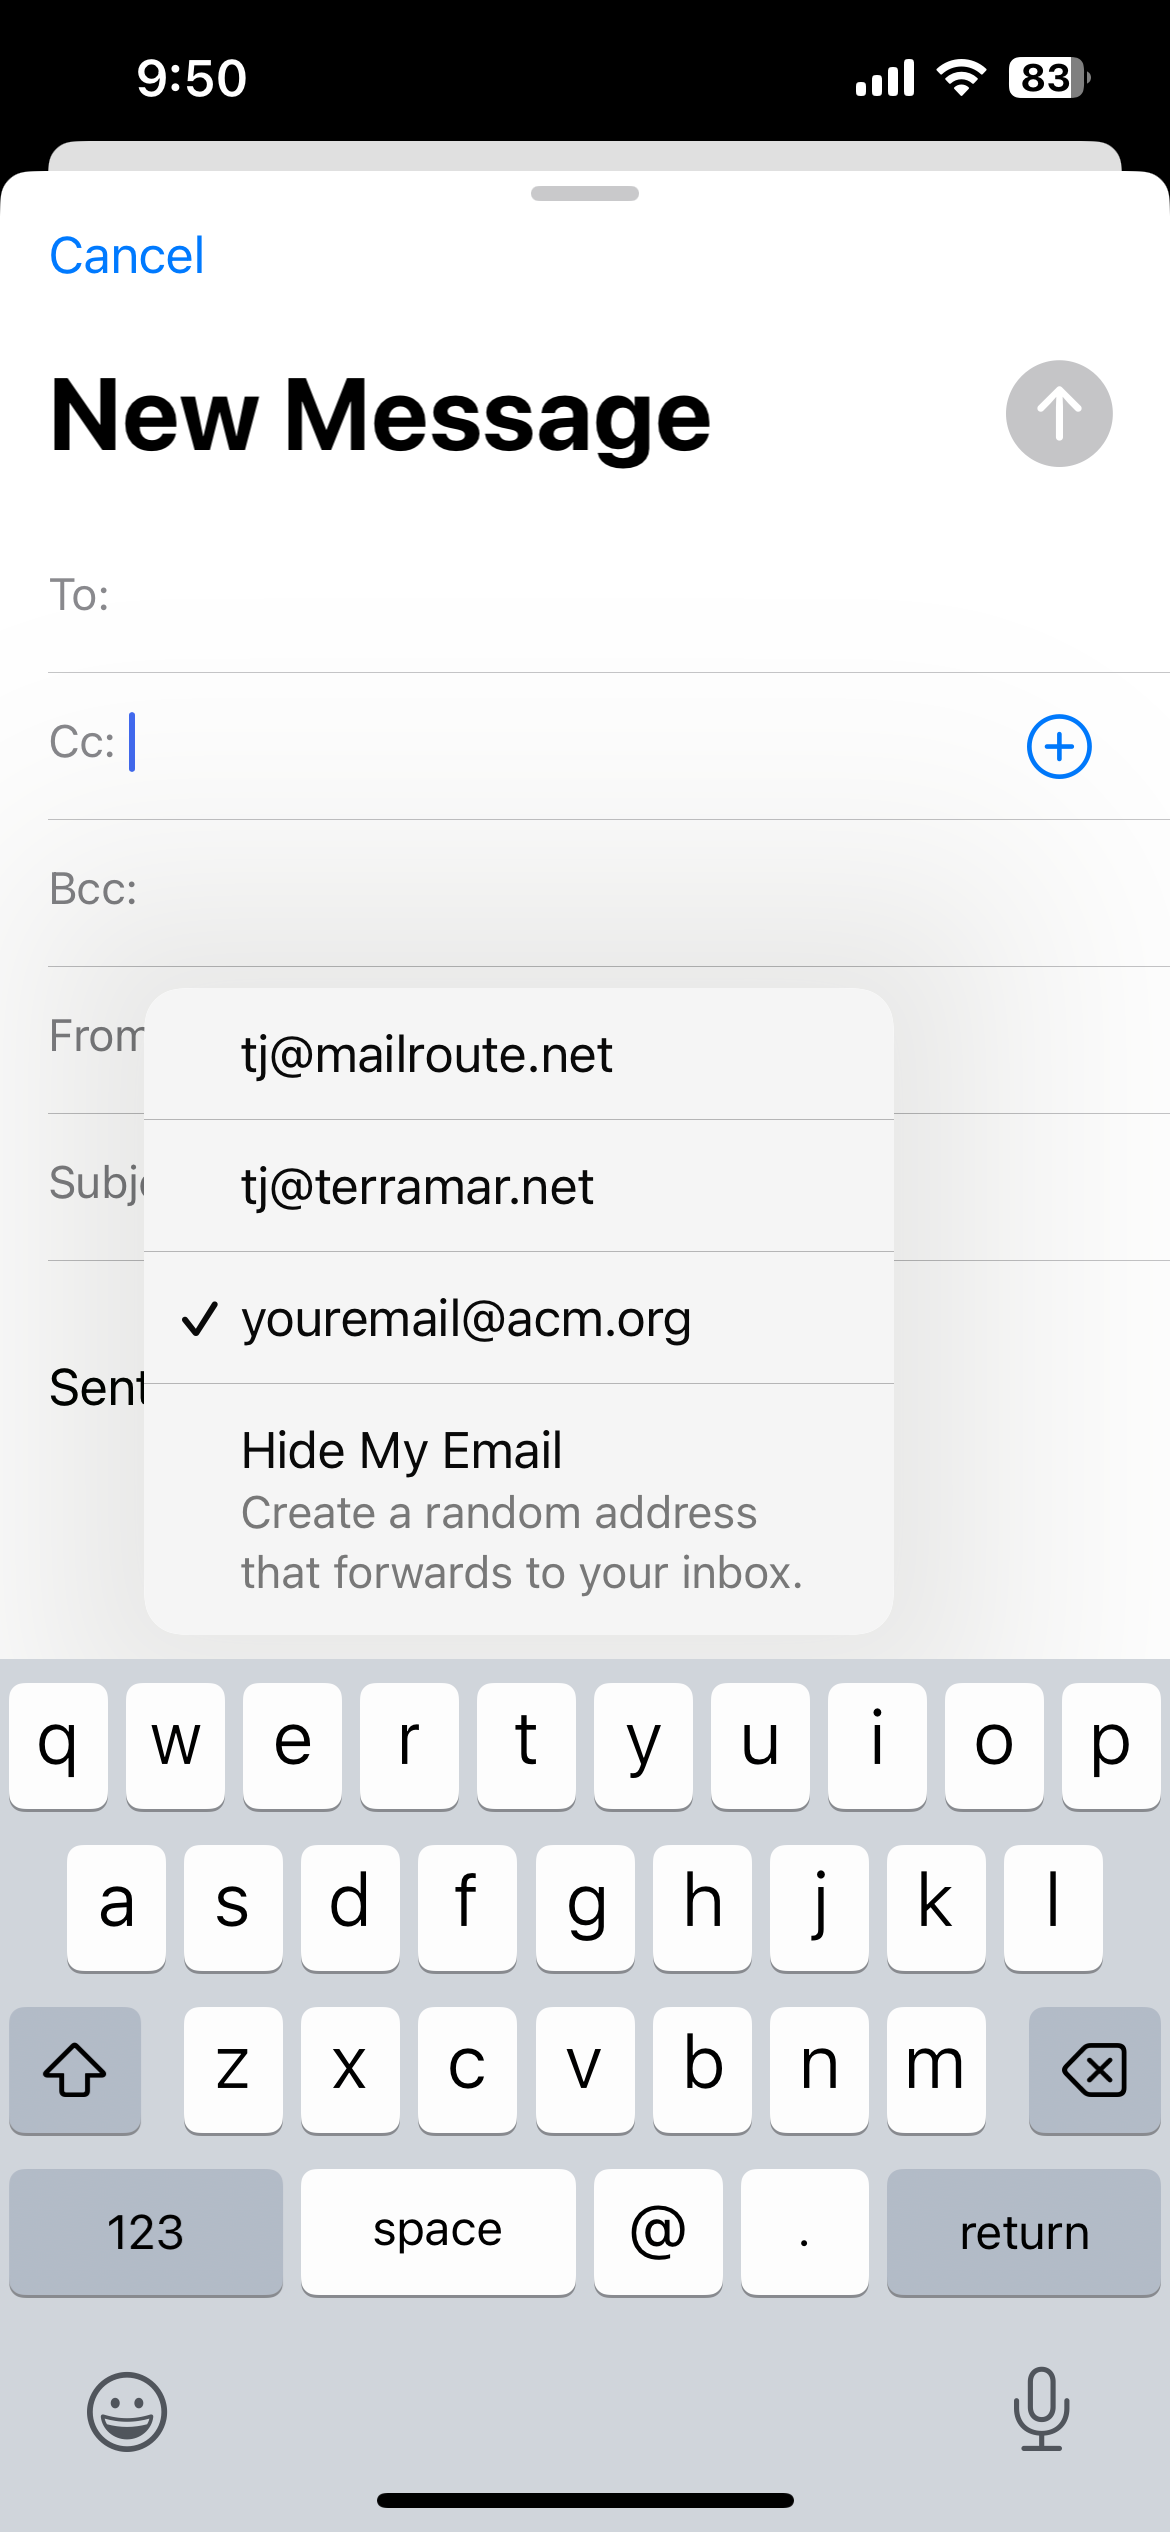 9:50
83
Cancel
New Message
To:
Cc:
Bcc:
From
tj@mailroute.net
tj@terramar.net
Subje
youremail@acm.org
Sent
Hide My Email
Create a random address
that forwards to your inbox.
q w e r t y u i o p
a s d f g h j k l
z x c v b n m
123 space @ . return